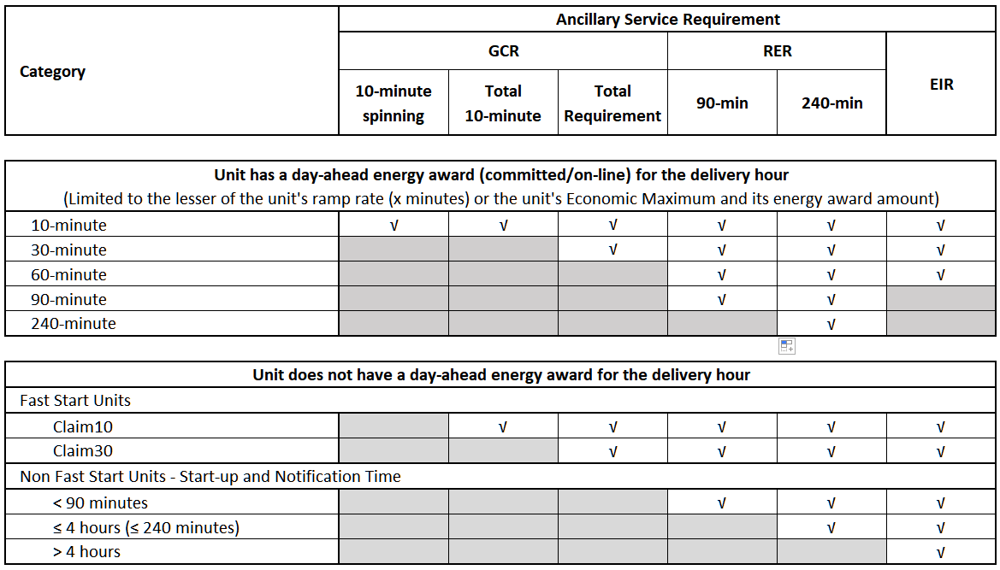 Ancillary Service Requirement
Category
GCR RER EIR
10-minute spinning Total 10-minute Total Requirement 90-min 240-min
Unit has a day-ahead energy award (committed/on-line) for the delivery hour
(Limited to the lesser of the unit's ramp rate (x minutes) or the unit's Economic Maximum and its energy award amount)
10-minute √ √ √ √ √ √
30-minute √ √ √ √
60-minute √ √ √
90-minute √ √
240-minute √
Unit does not have a day-ahead energy award for the delivery hour
Fast Start Units
Claim10 √ √ √ √ √
Claim30 √ √ √ √
Non Fast Start Units - Start-up and Notification Time
< 90 minutes √ √ √
≤ 4 hours (≤ 240 minutes) √ √
> 4 hours √